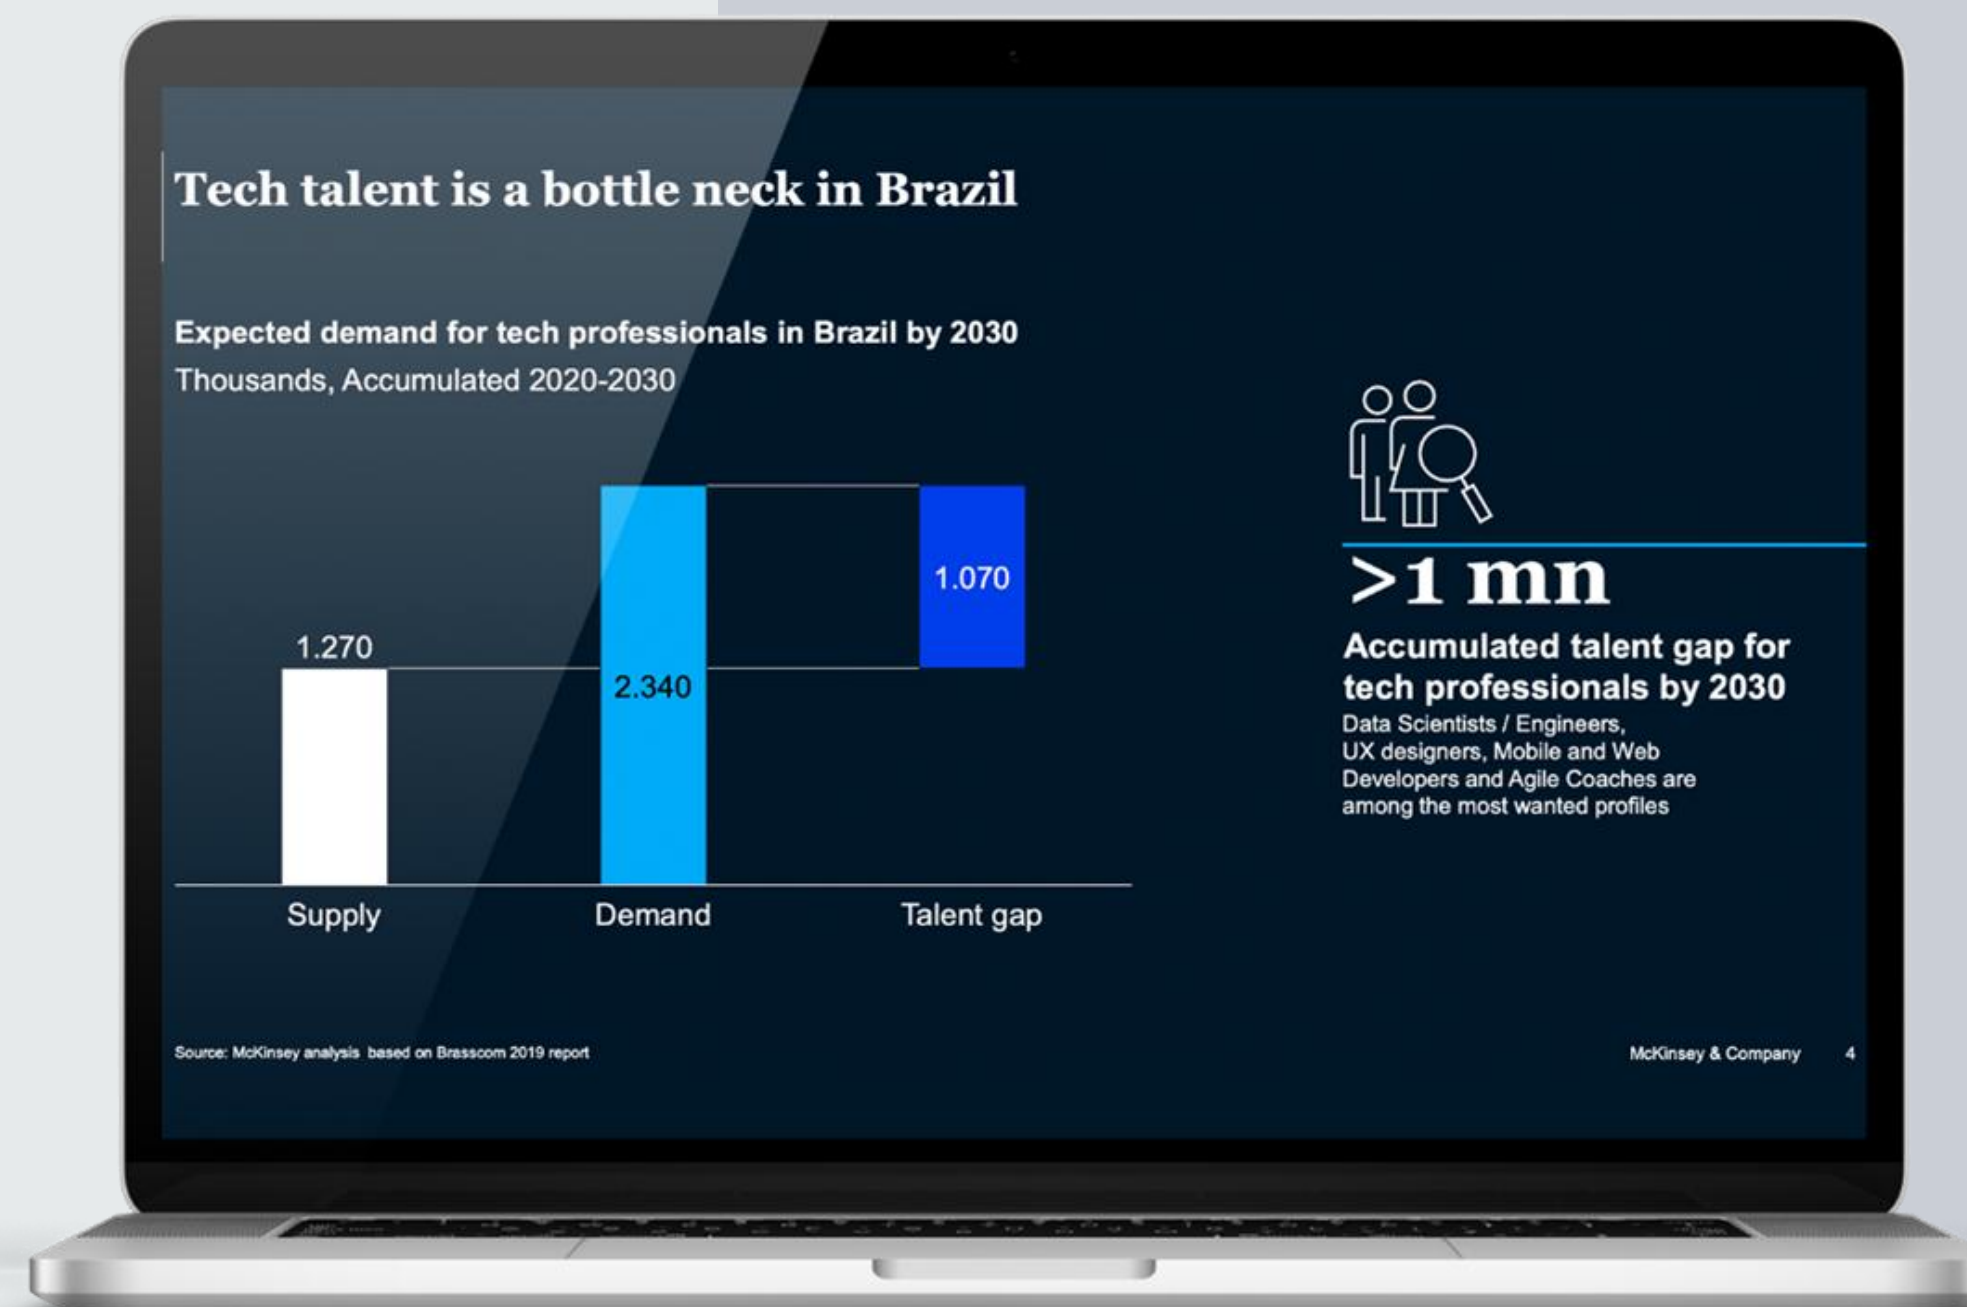 Tech talent is a bottle neck in Brazil
Expected demand for tech professionals in Brazil by 2030
Thousands, Accumulated 2020-2030
1.270
2.340
1.070
Supply
Demand
Talent gap
>1 mn
Accumulated talent gap for
tech professionals by 2030
Data Scientists / Engineers,
UX designers, Mobile and Web
Developers and Agile Coaches are
among the most wanted profiles
Source: McKinsey analysis based on Brasscom 2019 report
McKinsey & Company 4